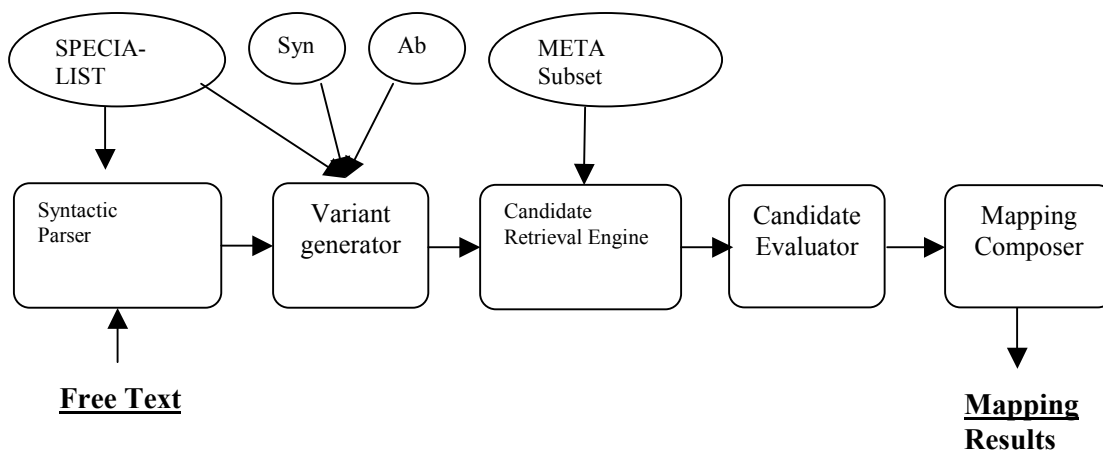 SPECIA-
LIST
Syn
Ab
META
Subset
Syntactic
Parser
Variant
generator
Candidate
Retrieval Engine
Candidate
Evaluator
Mapping
Composer
Free Text
Mapping
Results